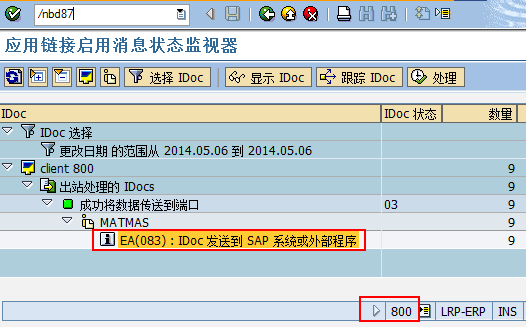 /nbd87
应用链接启用消息状态监视器
选择 IDoc 显示 IDoc 跟踪 IDoc 处理
IDoc IDoc 状态 数量
IDoc 选择 9
更改日期 的范围从 2014.05.06 到 2014.05.06
client 800 9
出站处理的 IDocs 9
成功将数据传送到端口 03 9
MATMAS 9
EA(083) : IDoc 发送到 SAP 系统或外部程序 9
800 LRP-ERP INS